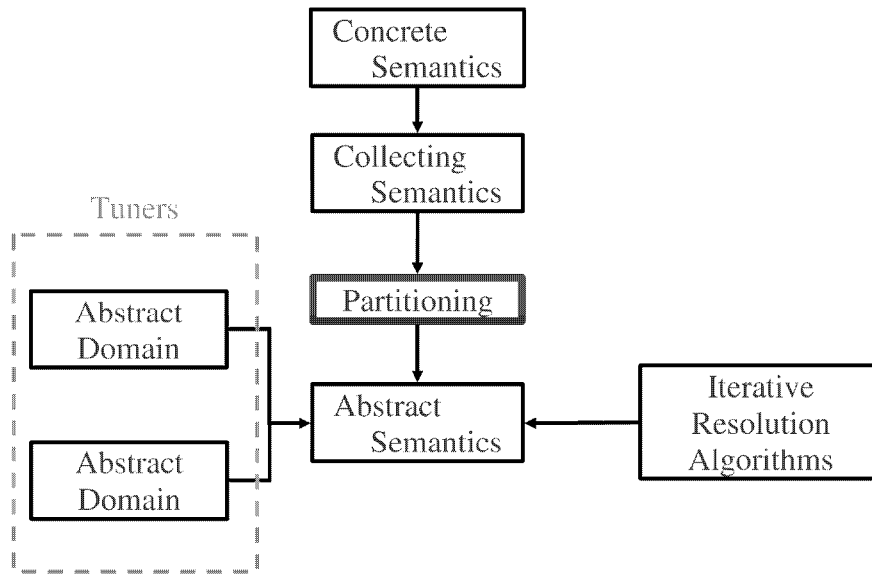 Concrete
Semantics
Collecting
Semantics
Tuners
Partitioning
Abstract
Domain
Abstract
Semantics
Iterative
Resolution
Algorithms
Abstract
Domain